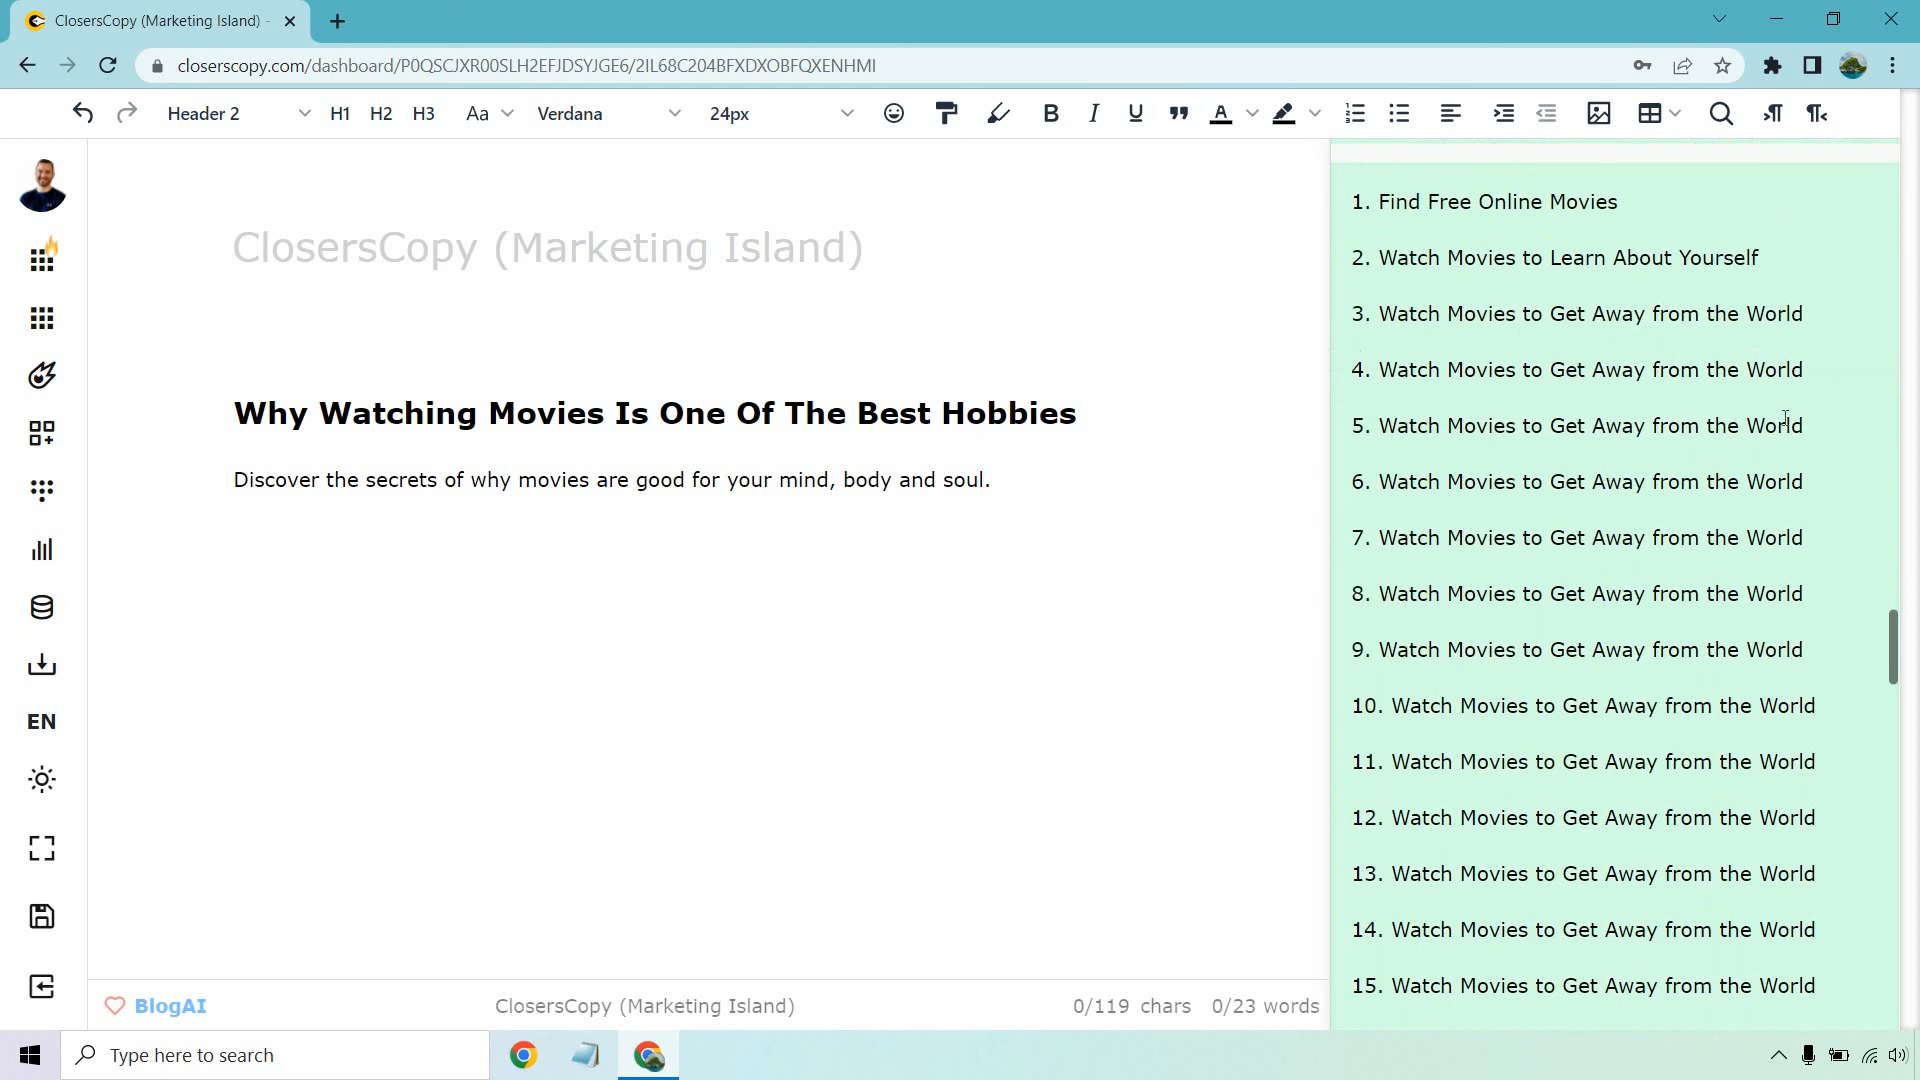 ClosersCopy (Marketing Island) -
closerscopy.com/dashboard/P0QSCJXR00SLH2EFJDSYJGE6/2IL68C204BFXDXOBFQXENHMI
Header 2 H1 H2 H3 Aa Verdana 24px B I U A
ClosersCopy (Marketing Island)
Why Watching Movies Is One Of The Best Hobbies
Discover the secrets of why movies are good for your mind, body and soul.
EN
1. Find Free Online Movies
2. Watch Movies to Learn About Yourself
3. Watch Movies to Get Away from the World
4. Watch Movies to Get Away from the World
5. Watch Movies to Get Away from the World
6. Watch Movies to Get Away from the World
7. Watch Movies to Get Away from the World
8. Watch Movies to Get Away from the World
9. Watch Movies to Get Away from the World
10. Watch Movies to Get Away from the World
11. Watch Movies to Get Away from the World
12. Watch Movies to Get Away from the World
13. Watch Movies to Get Away from the World
14. Watch Movies to Get Away from the World
15. Watch Movies to Get Away from the World
BlogAI ClosersCopy (Marketing Island) 0/119 chars 0/23 words
Type here to search